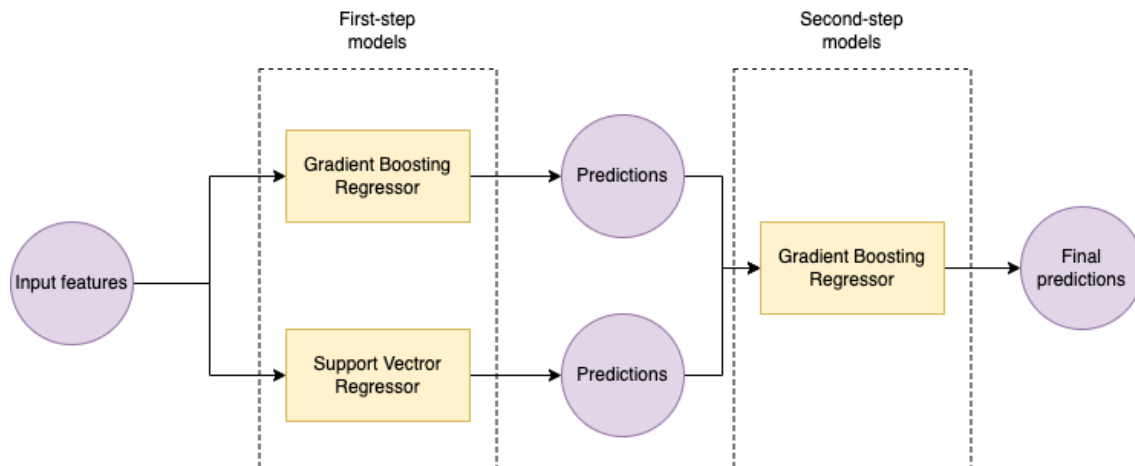 First-step
models
Second-step
models
Gradient Boosting
Regressor
Predictions
Input features
Gradient Boosting
Regressor
Final
predictions
Support Vectror
Regressor
Predictions